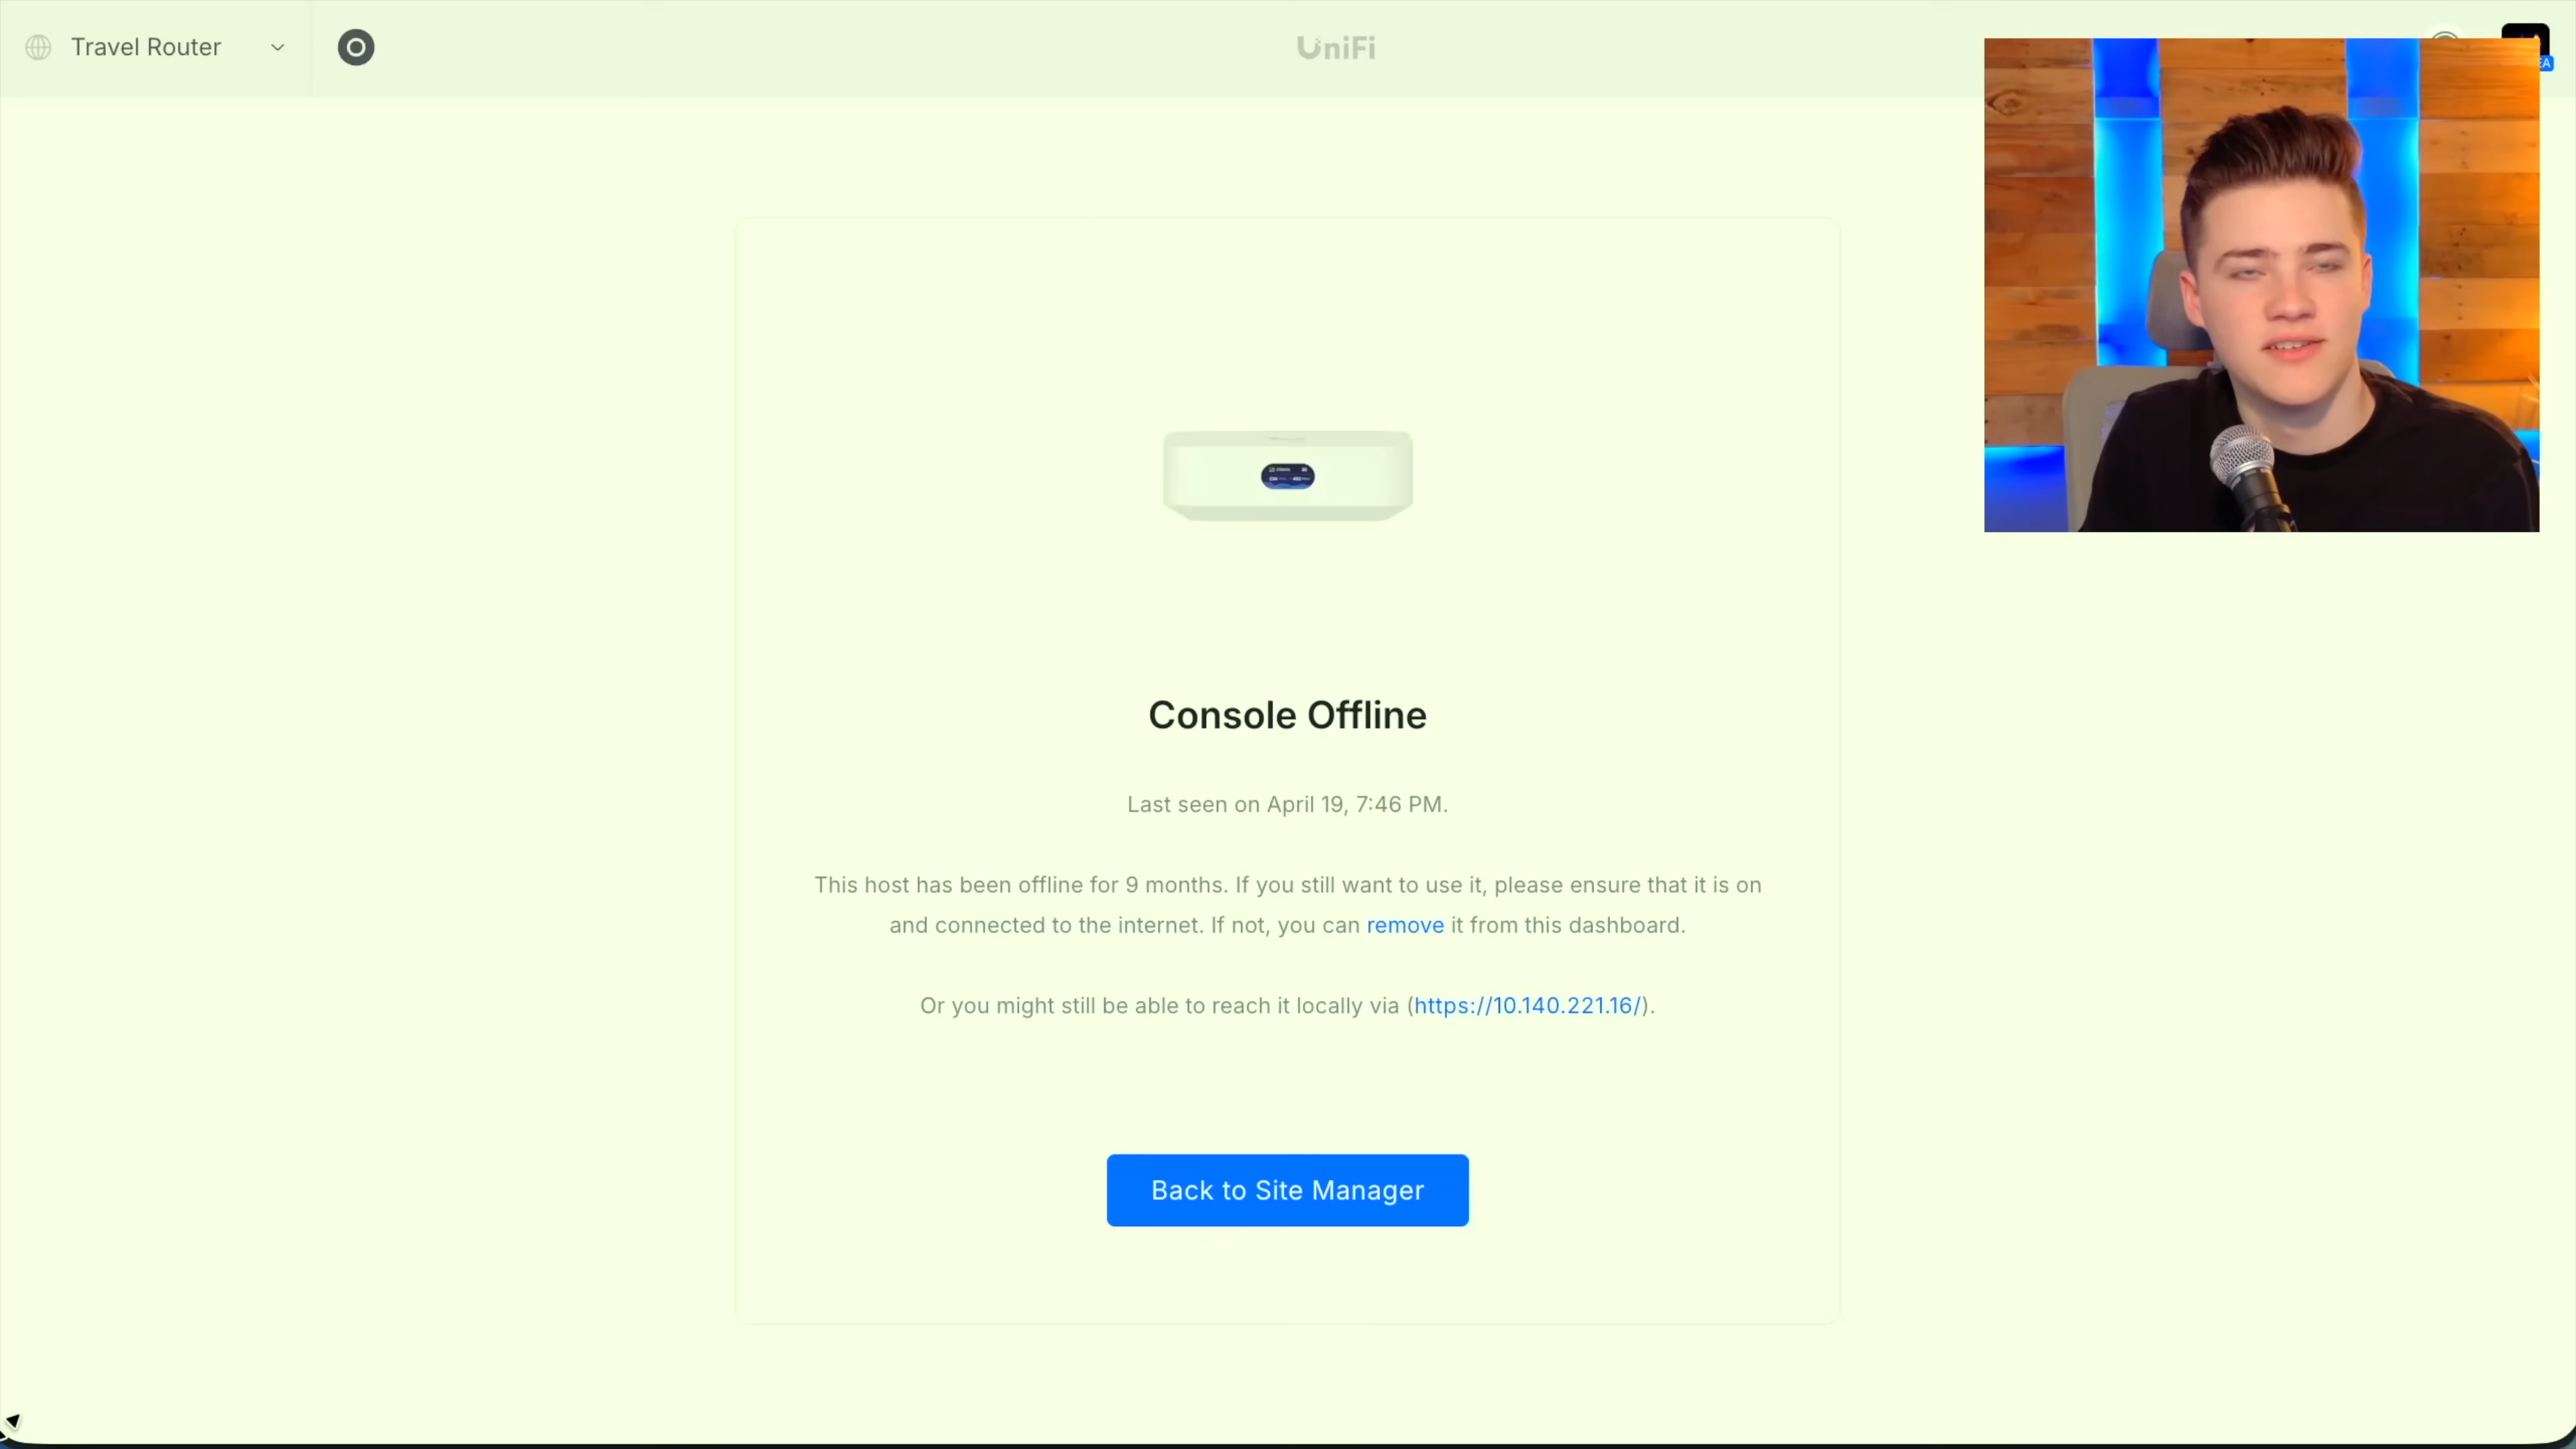 Travel Router
UniFi
EA
Console Offline
Last seen on April 19, 7:46 PM.
This host has been offline for 9 months. If you still want to use it, please ensure that it is on
and connected to the internet. If not, you can remove it from this dashboard.
Or you might still be able to reach it locally via (https://10.140.221.16/).
Back to Site Manager